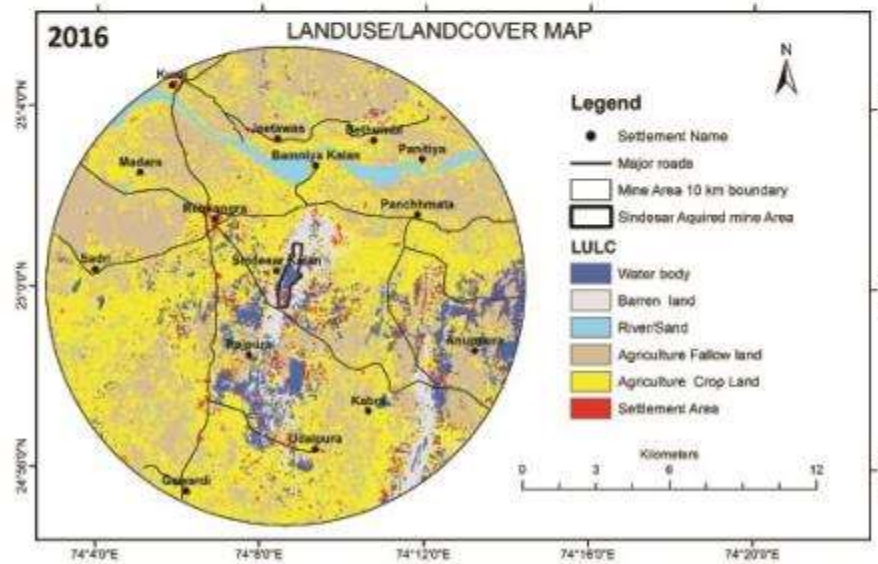 2016
LANDUSE/LANDCOVER MAP
N
25°4'0"N
25°0'0"N
24°56'0"N
Jeetawas
Bethumbi
Bamniya Kalan
Panitiya
Madara
Panchhmata
Sadri
Sindesar Kalan
Rajpura
Kabra
Udaipura
Gawardi
Legend
Settlement Name
Major roads
Mine Area 10 km boundary
Sindesar Aquired mine Area
LULC
Water body
Barren land
River/Sand
Agriculture Fallow land
Agriculture Crop Land
Settlement Area
Kilometers
0 3 6 12
74°4'0"E 74°8'0"E 74°12'0"E 74°16'0"E 74°20'0"E